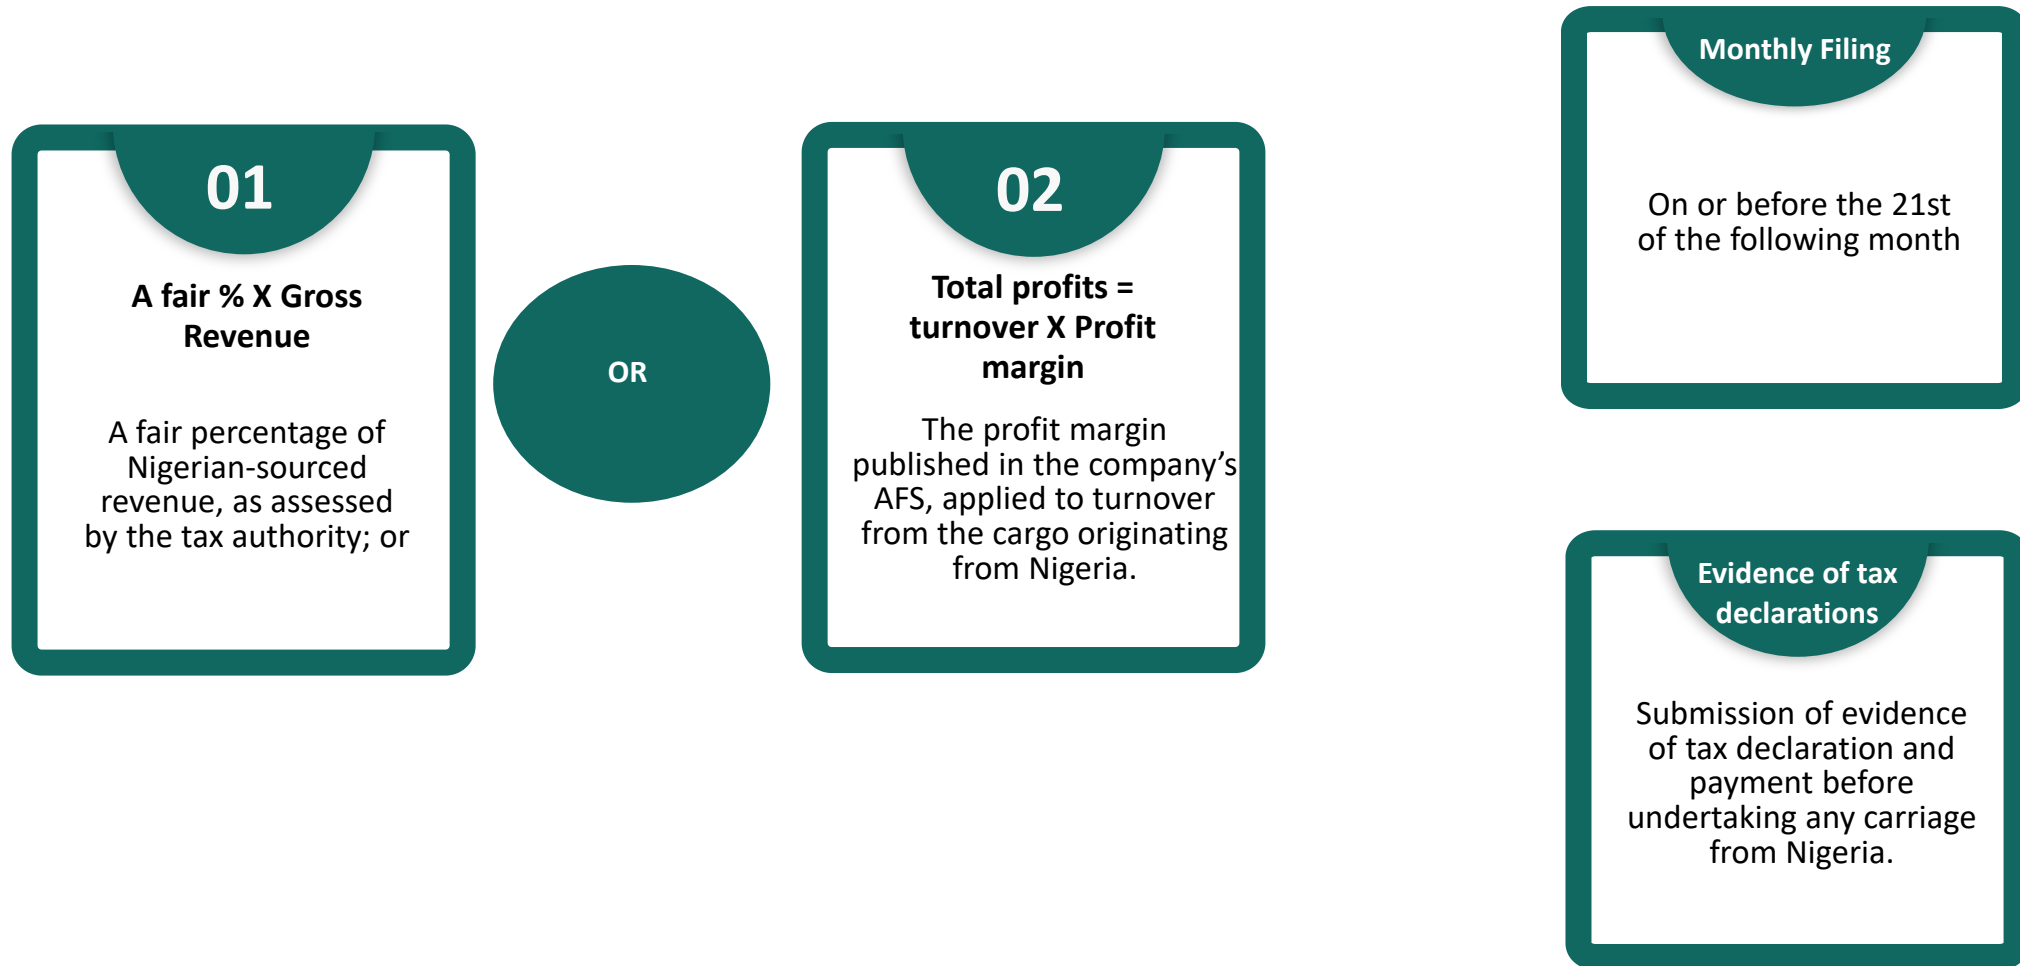 01
A fair % X Gross
Revenue
A fair percentage of
Nigerian-sourced
revenue, as assessed
by the tax authority; or
OR
02
Total profits =
turnover X Profit
margin
The profit margin
published in the company’s
AFS, applied to turnover
from the cargo originating
from Nigeria.
Monthly Filing
On or before the 21st
of the following month
Evidence of tax
declarations
Submission of evidence
of tax declaration and
payment before
undertaking any carriage
from Nigeria.